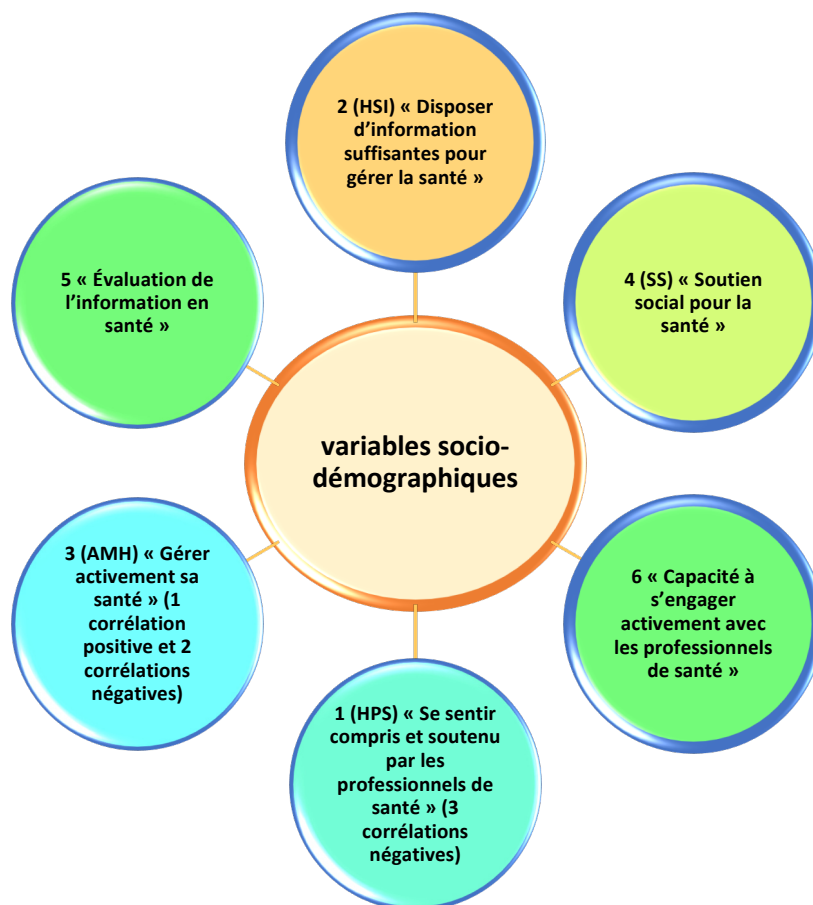 2 (HSI) « Disposer
d’information
suffisantes pour
gérer la santé »
5 « Évaluation de
l’information en
santé »
4 (SS) « Soutien
social pour la
santé »
variables socio-
démographiques
3 (AMH) « Gérer
activement sa
santé » (1
corrélation
positive et 2
corrélations
négatives)
6 « Capacité à
s’engager
activement avec
les professionnels
de santé »
1 (HPS) « Se sentir
compris et soutenu
par les
professionnels de
santé » (3
corrélations
négatives)